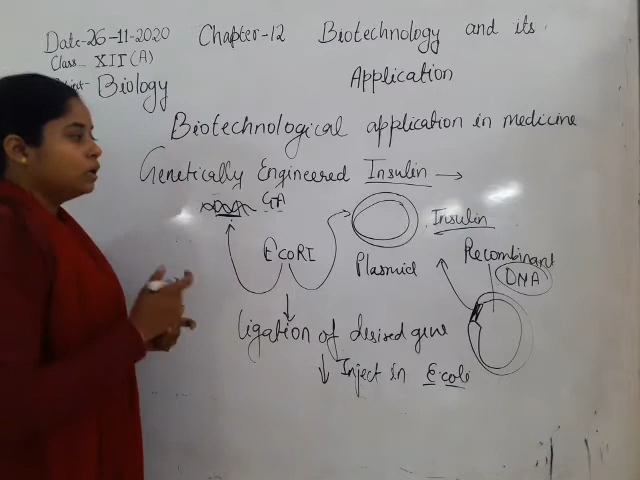 Date-26-11-2020 Chapter-12 Biotechnology and its
Class- XII(A)
Application
Biology
Biotechnological application in medicine
Genetically Engineered Insulin →
Insulin
EcoRI
Recombinant
DNA
Plasmid
ligation of desired gene
↓ Inject in E.coli